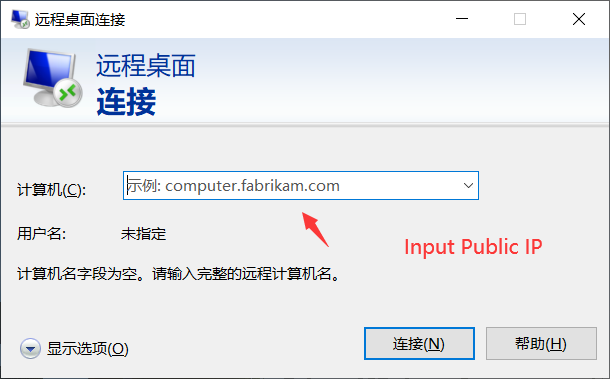 远程桌面连接
远程桌面
连接
计算机(C):
示例: computer.fabrikam.com
用户名:
未指定
Input Public IP
计算机名字段为空。请输入完整的远程计算机名。
显示选项(O)
连接(N)
帮助(H)